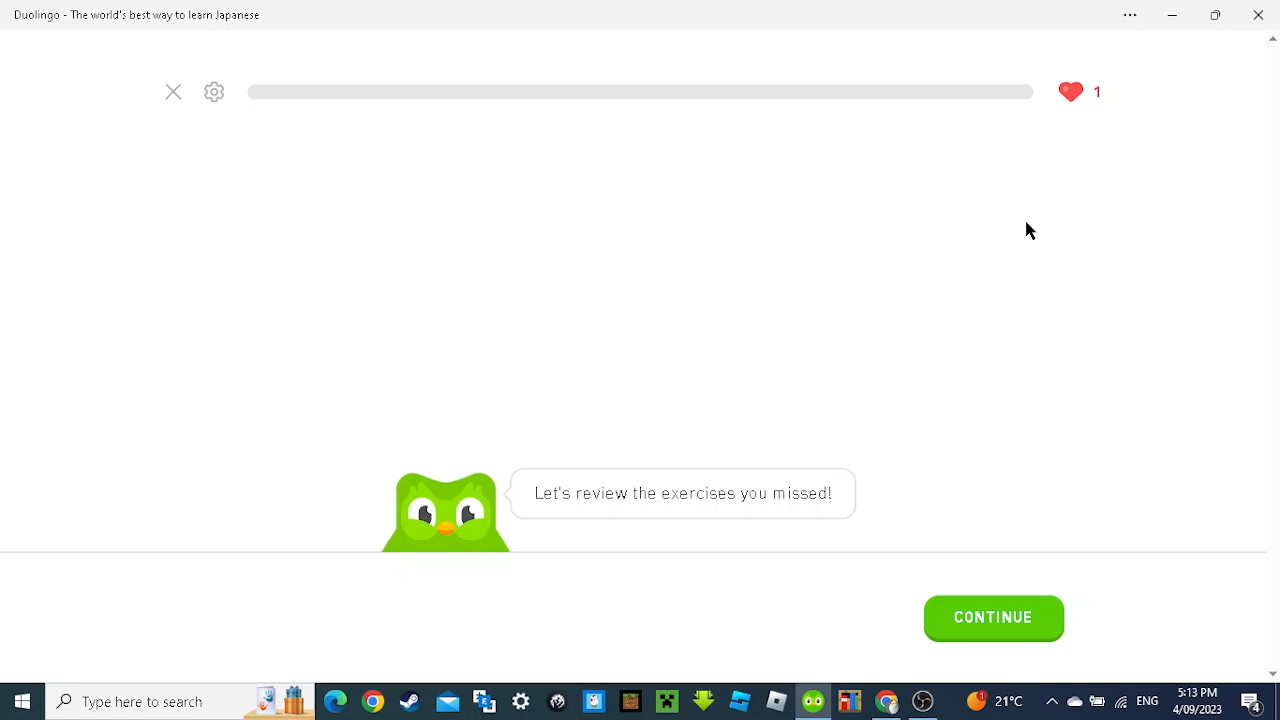 Duolingo - The world's best way to learn Japanese
1
Let's review the exercises you missed!
CONTINUE
Type here to search
1
21°C
ENG
5:13 PM
4/09/2023
4